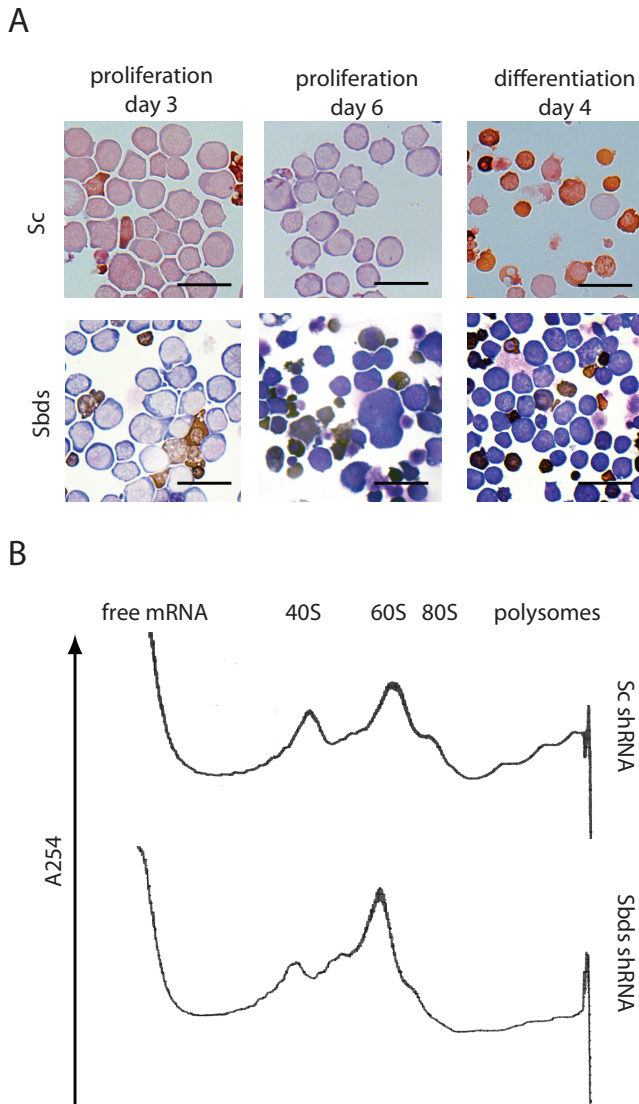 A
proliferation
day 3
proliferation
day 6
differentiation
day 4
Sc
Sbds
B
free mRNA 40S 60S 80S polysomes
A254
Sc shRNA
Sbds shRNA